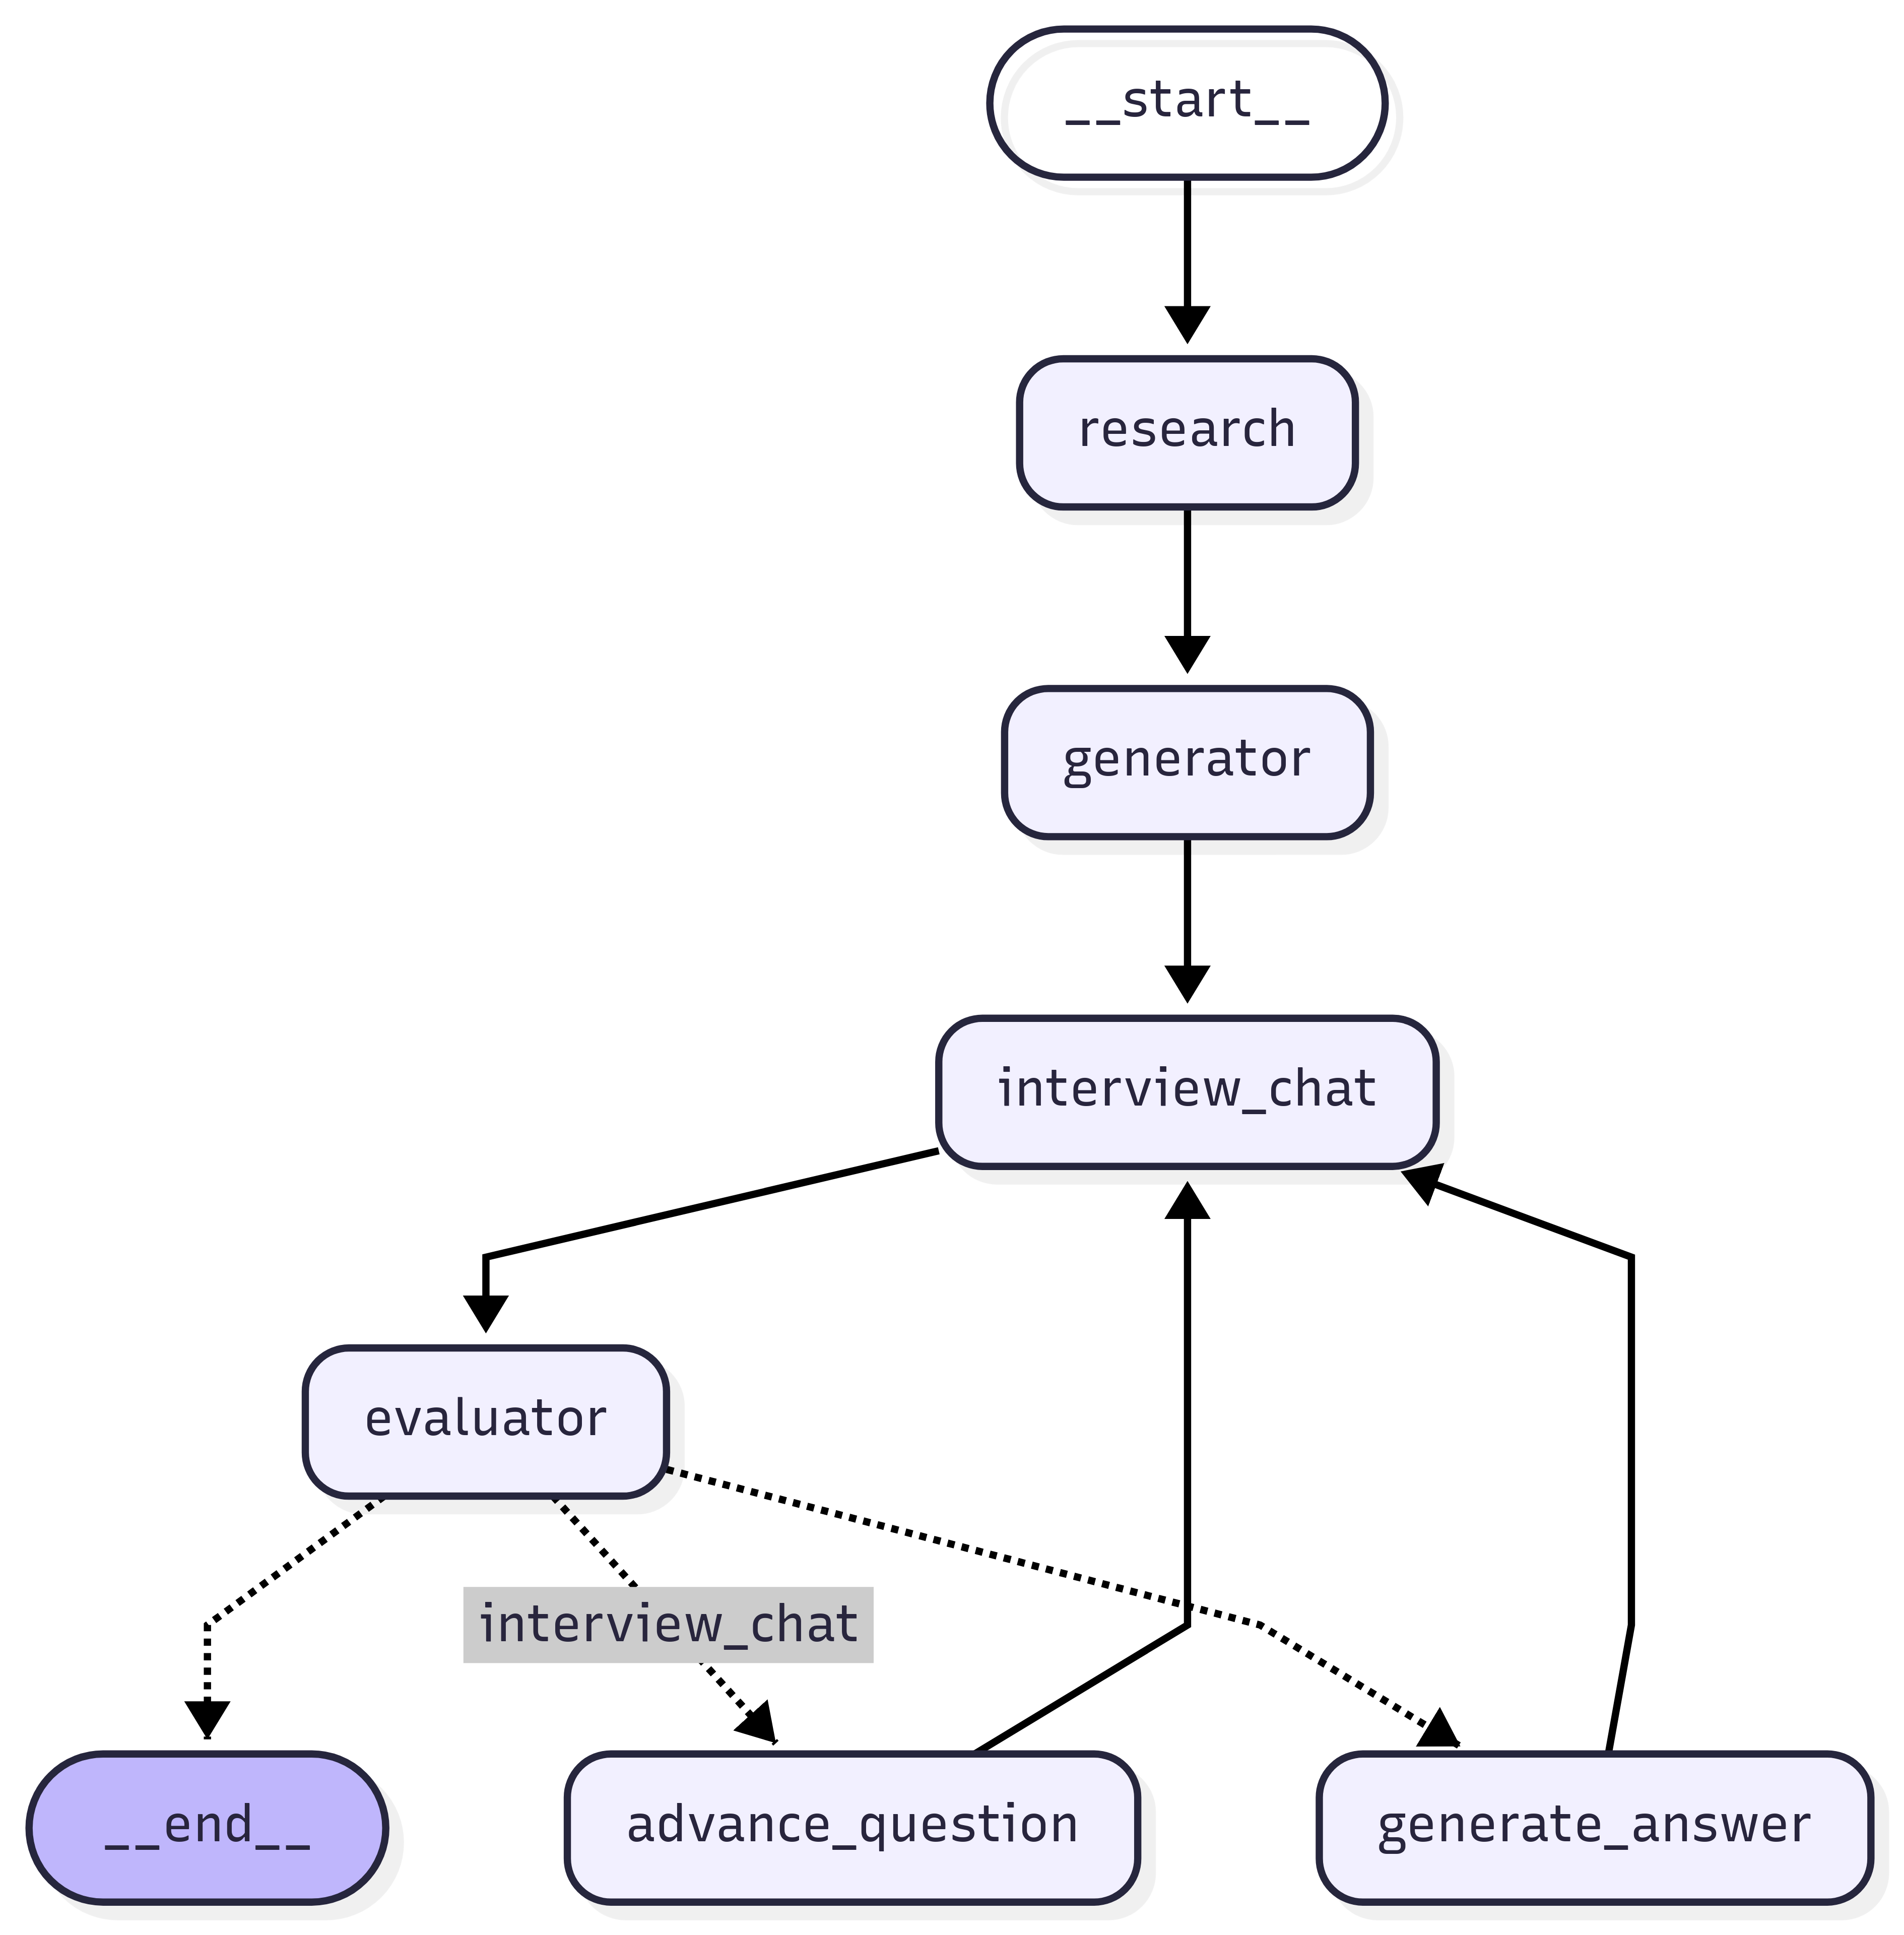 __start__
research
generator
interview_chat
evaluator
interview_chat
__end__
advance_question
generate_answer